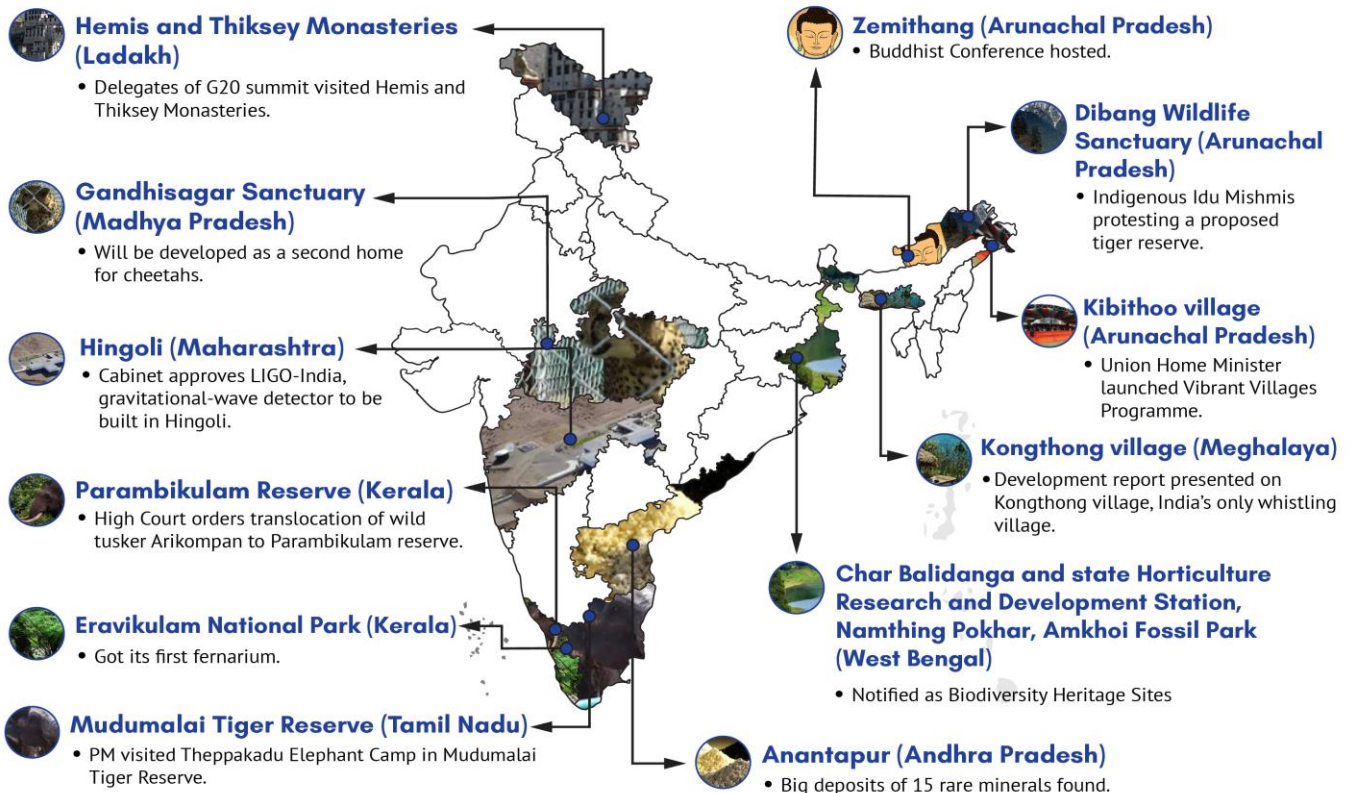 Hemis and Thiksey Monasteries
(Ladakh)
• Delegates of G20 summit visited Hemis and
Thiksey Monasteries.
Gandhisagar Sanctuary
(Madhya Pradesh)
• Will be developed as a second home
for cheetahs.
Hingoli (Maharashtra)
• Cabinet approves LIGO-India,
gravitational-wave detector to be
built in Hingoli.
Parambikulam Reserve (Kerala)
• High Court orders translocation of wild
tusker Arikompan to Parambikulam reserve.
Eravikulam National Park (Kerala)
• Got its first fernarium.
Mudumalai Tiger Reserve (Tamil Nadu)
• PM visited Theppakadu Elephant Camp in Mudumalai
Tiger Reserve.
Zemithang (Arunachal Pradesh)
• Buddhist Conference hosted.
Dibang Wildlife
Sanctuary (Arunachal
Pradesh)
• Indigenous Idu Mishmis
protesting a proposed
tiger reserve.
Kibithoo village
(Arunachal Pradesh)
• Union Home Minister
launched Vibrant Villages
Programme.
Kongthong village (Meghalaya)
• Development report presented on
Kongthong village, India's only whistling
village.
Char Balidanga and state Horticulture
Research and Development Station,
Namthing Pokhar, Amkhoi Fossil Park
(West Bengal)
• Notified as Biodiversity Heritage Sites
Anantapur (Andhra Pradesh)
• Big deposits of 15 rare minerals found.